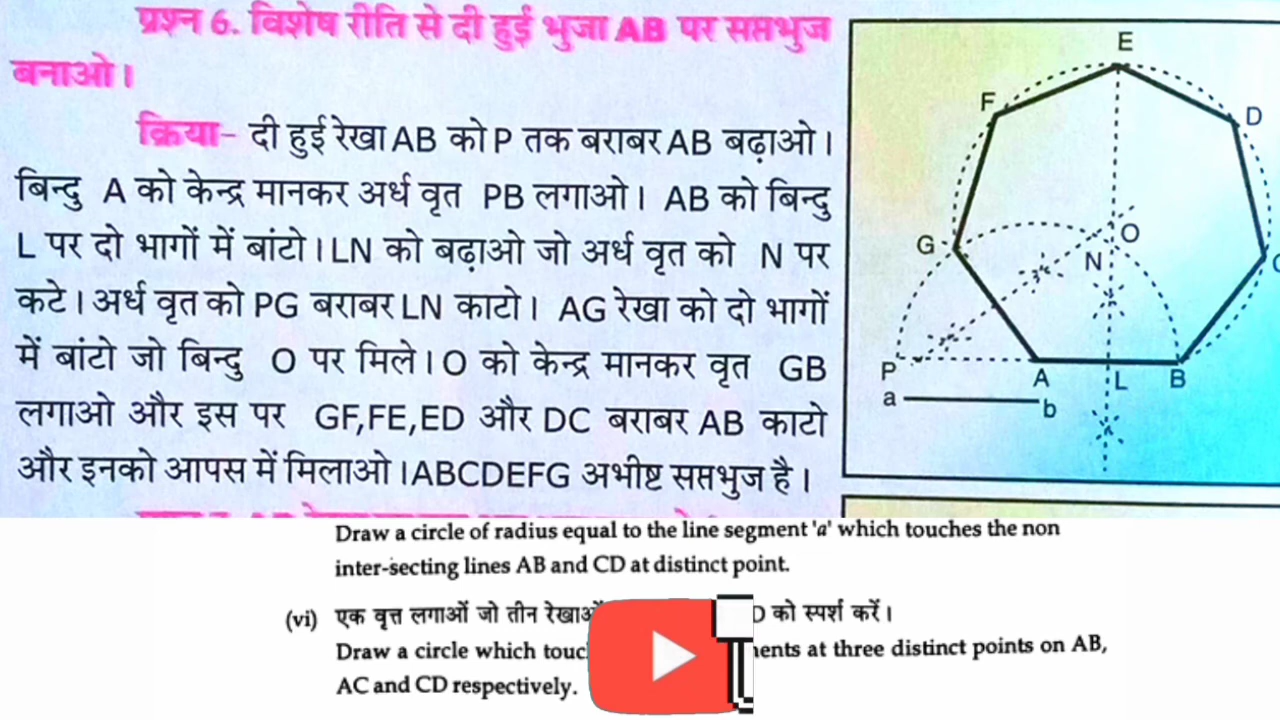 प्रश्न 6. विशेष रीति से दी हुई भुजा AB पर सप्तभुज
बनाओ।
क्रिया- दी हुई रेखा AB को P तक बराबर AB बढ़ाओ।
बिन्दु A को केन्द्र मानकर अर्ध वृत PB लगाओ। AB को बिन्दु
L पर दो भागों में बांटो।LN को बढ़ाओ जो अर्ध वृत को N पर
कटे। अर्ध वृत को PG बराबर LN काटो। AG रेखा को दो भागों
में बांटो जो बिन्दु O पर मिले।O को केन्द्र मानकर वृत GB
लगाओ और इस पर GF,FE,ED और DC बराबर AB काटो
और इनको आपस में मिलाओ।ABCDEFG अभीष्ट सप्तभुज है।
E
F
D
O
G
N
P
A
L
B
a
b
Draw a circle of radius equal to the line segment 'a' which touches the non
inter-secting lines AB and CD at distinct point.
(vi) एक वृत्त लगाओं जो तीन को स्पर्श करें।
Draw a circle which at three distinct points on AB,
AC and CD respectively.